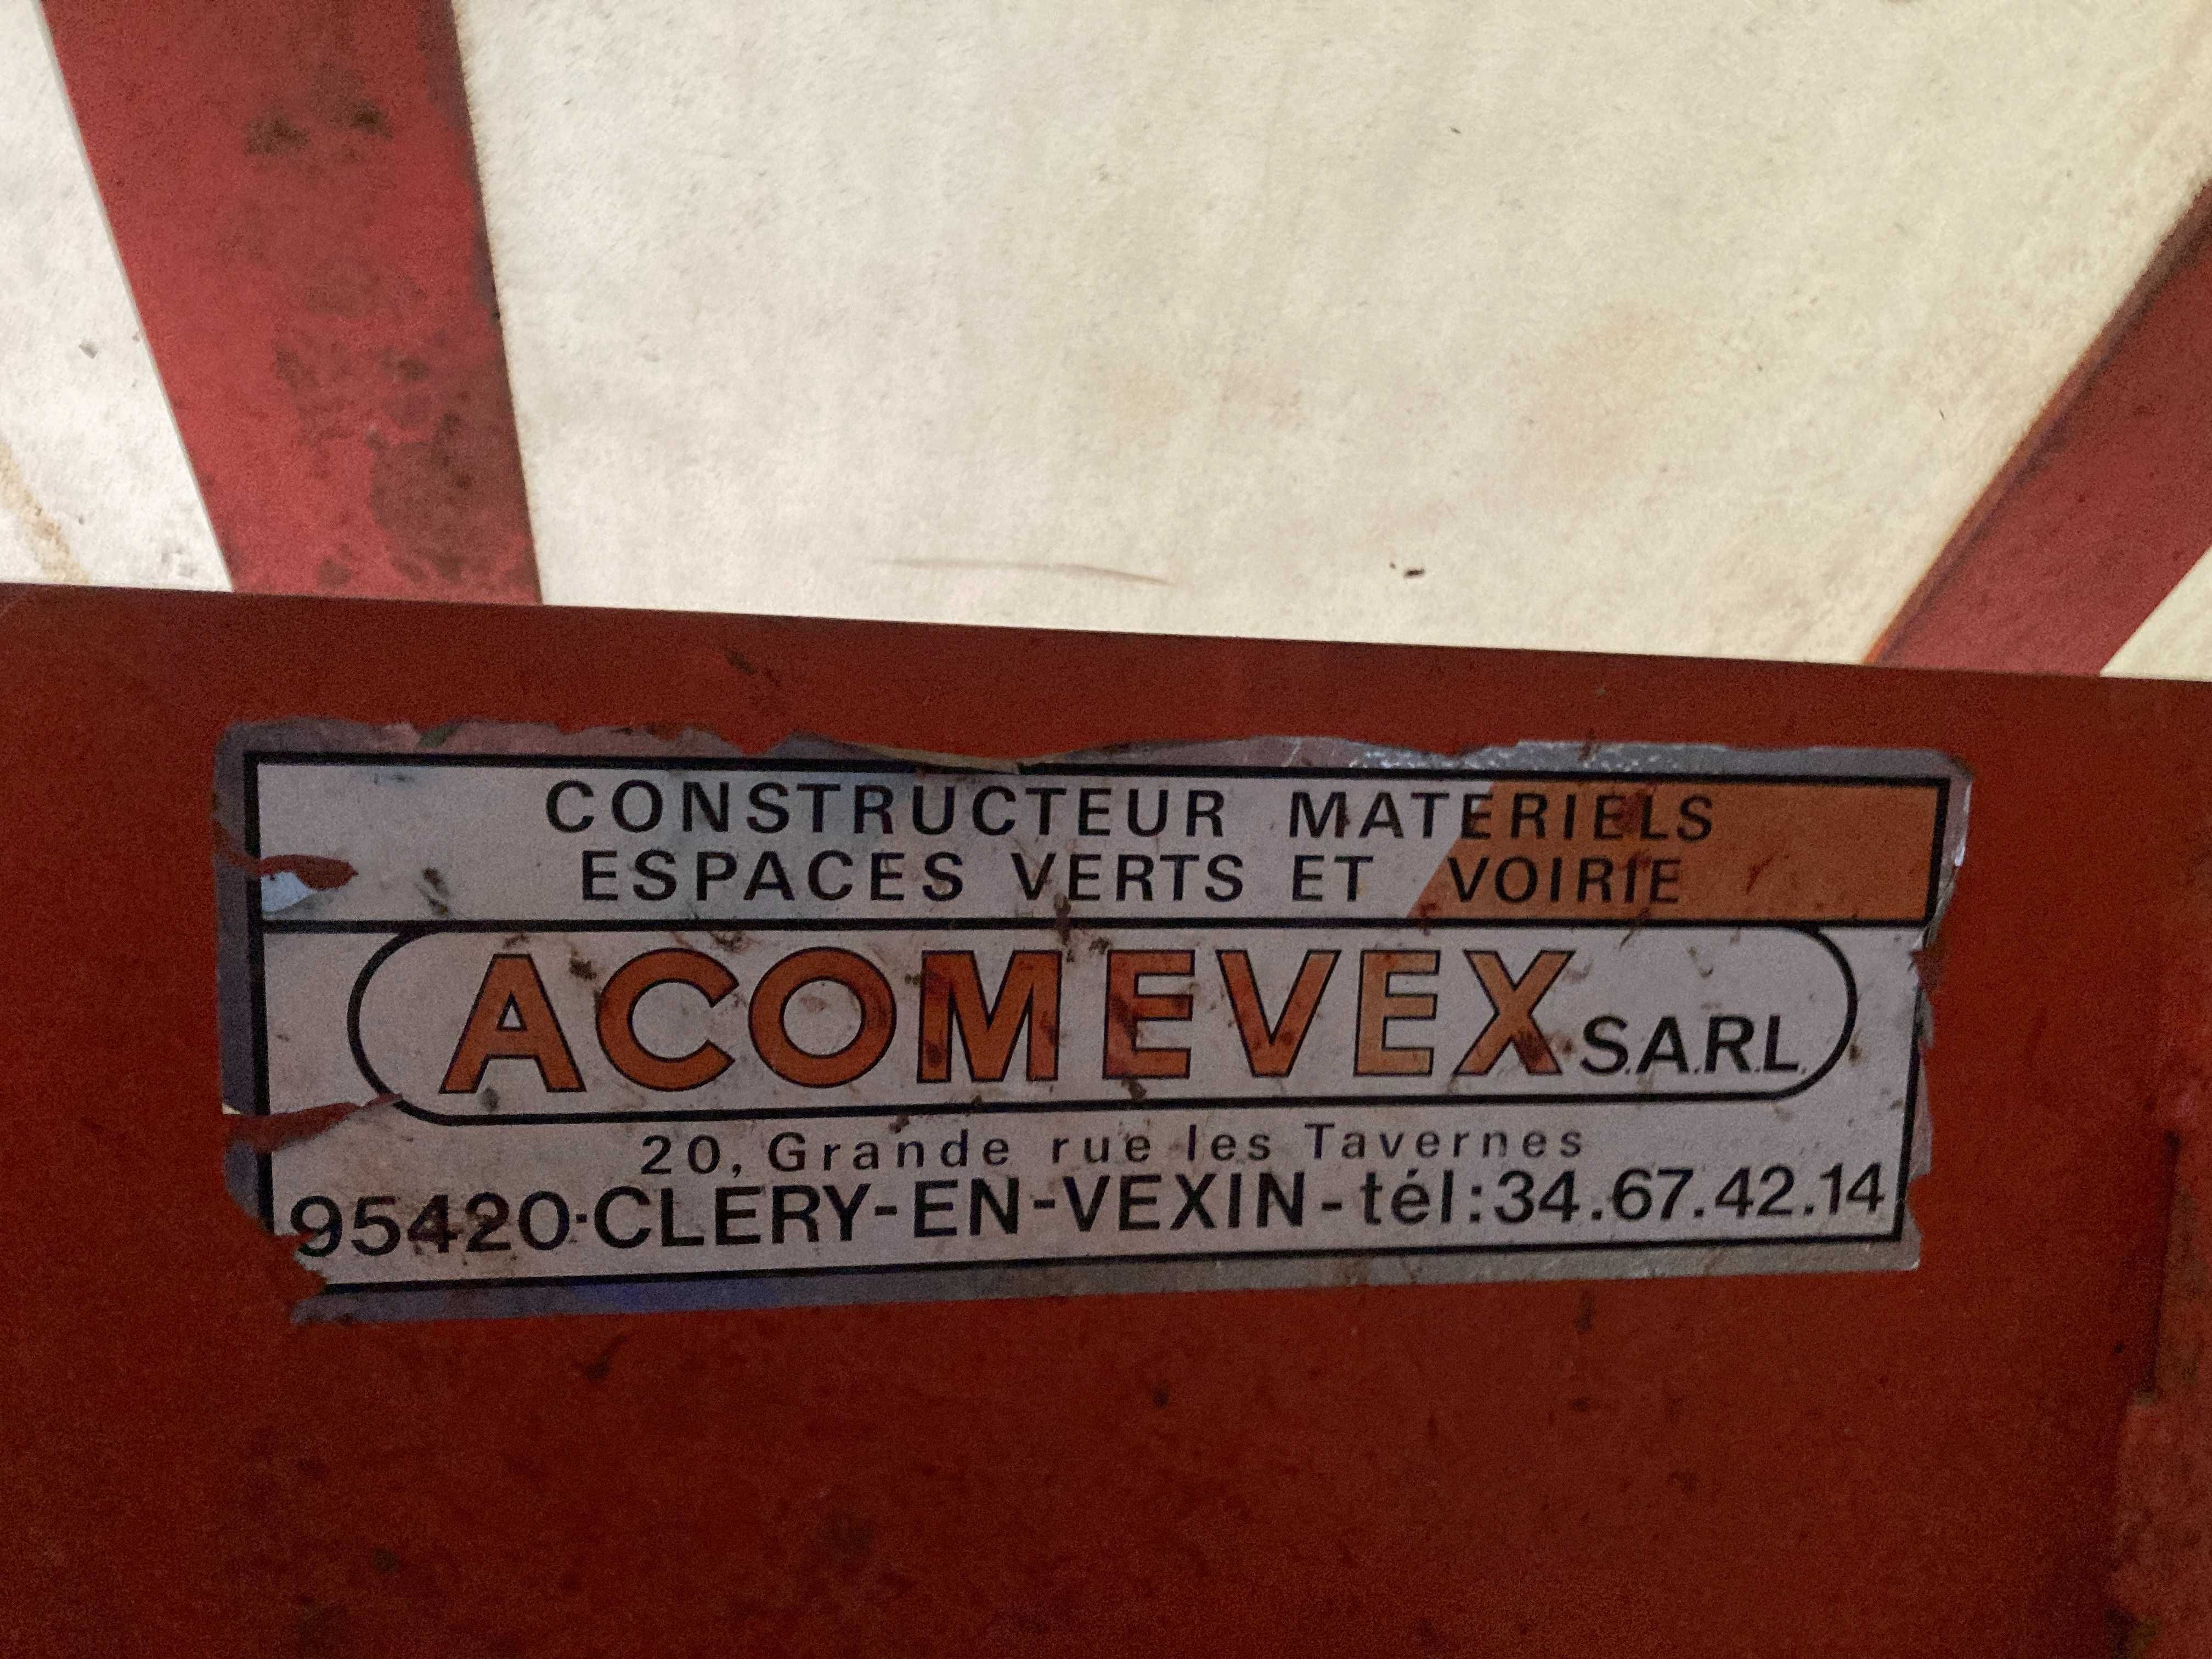 CONSTRUCTEUR MATERIELS
ESPACES VERTS ET VOIRIE
ACOMEVEX S.A.R.L.
20, Grande rue les Tavernes
95420-CLERY-EN-VEXIN-tél:34.67.42.14